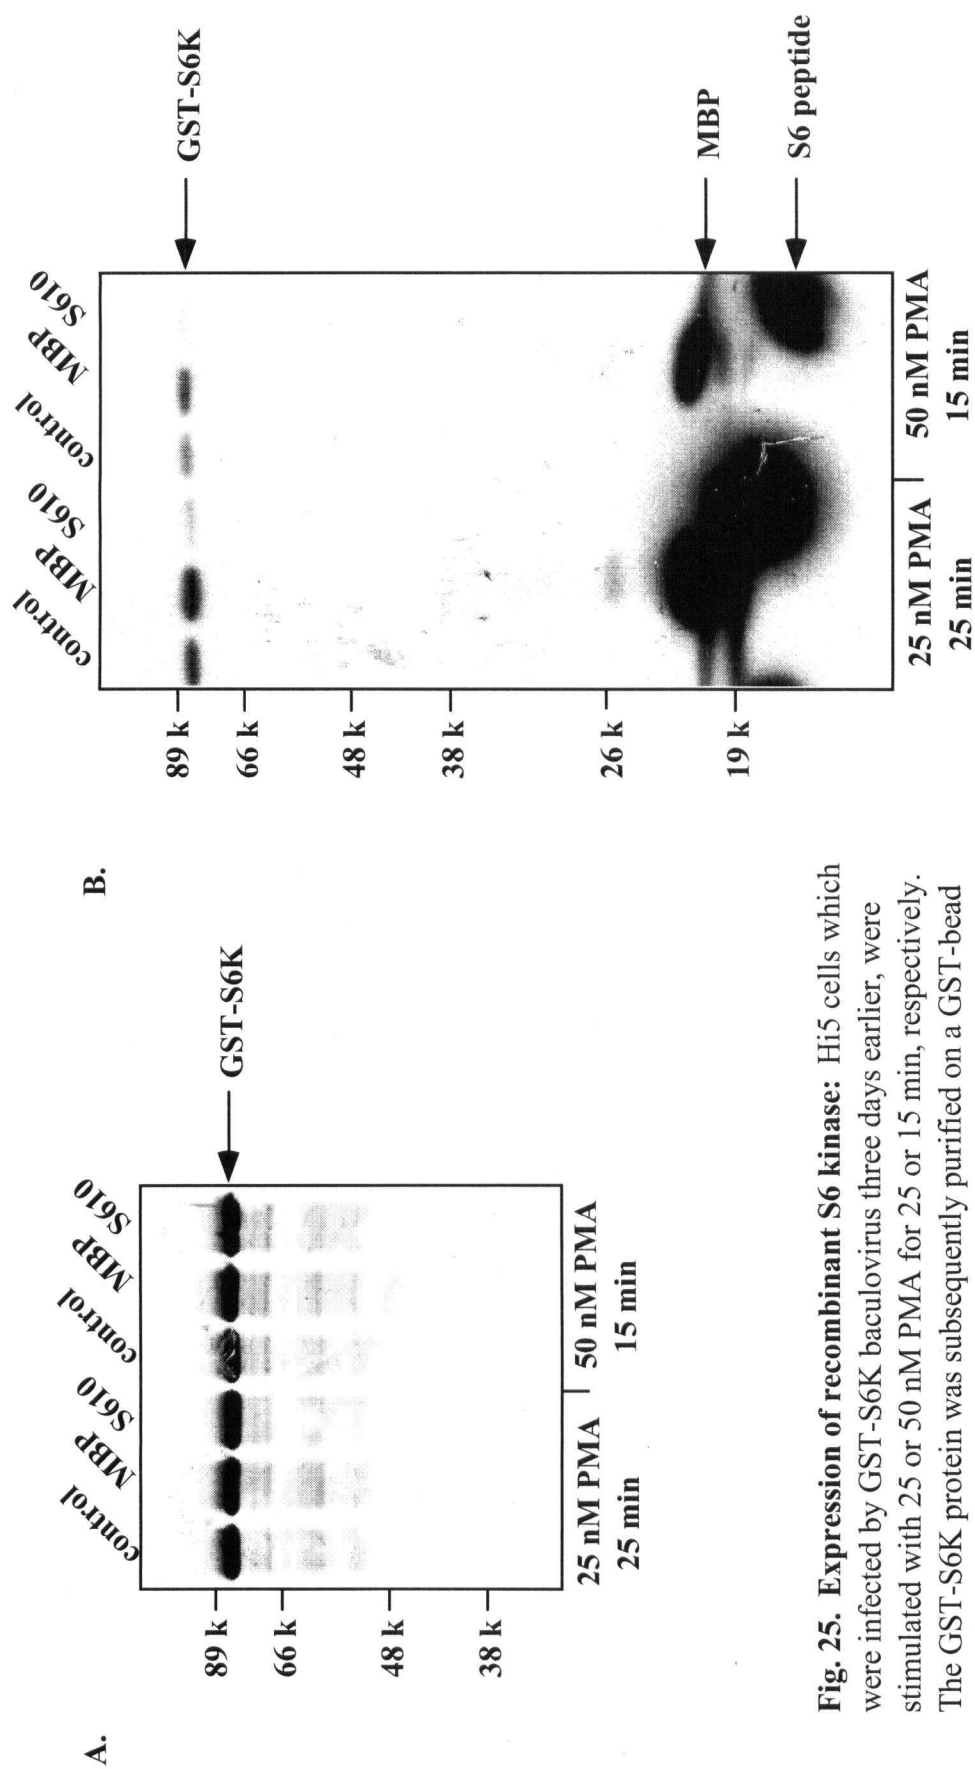 A.
control
MBP
S610
control
MBP
S610
89 k
66 k
48 k
38 k
GST-S6K
25 nM PMA
25 min
50 nM PMA
15 min
B.
control
MBP
S610
control
MBP
S610
89 k
66 k
48 k
38 k
26 k
19 k
GST-S6K
MBP
S6 peptide
25 nM PMA
25 min
50 nM PMA
15 min
Fig. 25. Expression of recombinant S6 kinase: Hi5 cells which
were infected by GST-S6K baculovirus three days earlier, were
stimulated with 25 or 50 nM PMA for 25 or 15 min, respectively.
The GST-S6K protein was subsequently purified on a GST-bead